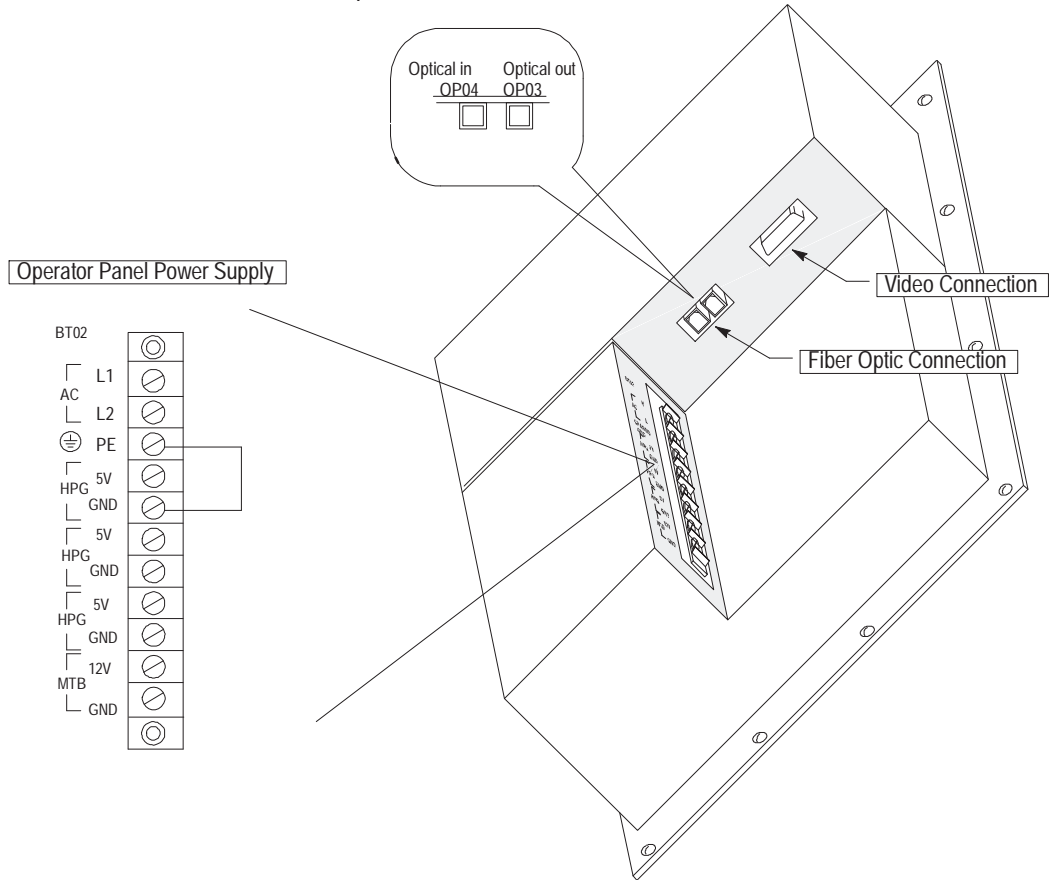 Optical in Optical out
OP04 OP03
Operator Panel Power Supply
Video Connection
Fiber Optic Connection
BT02
L1
AC
L2
PE
5V
HPG
GND
5V
HPG
GND
5V
HPG
GND
12V
MTB
GND